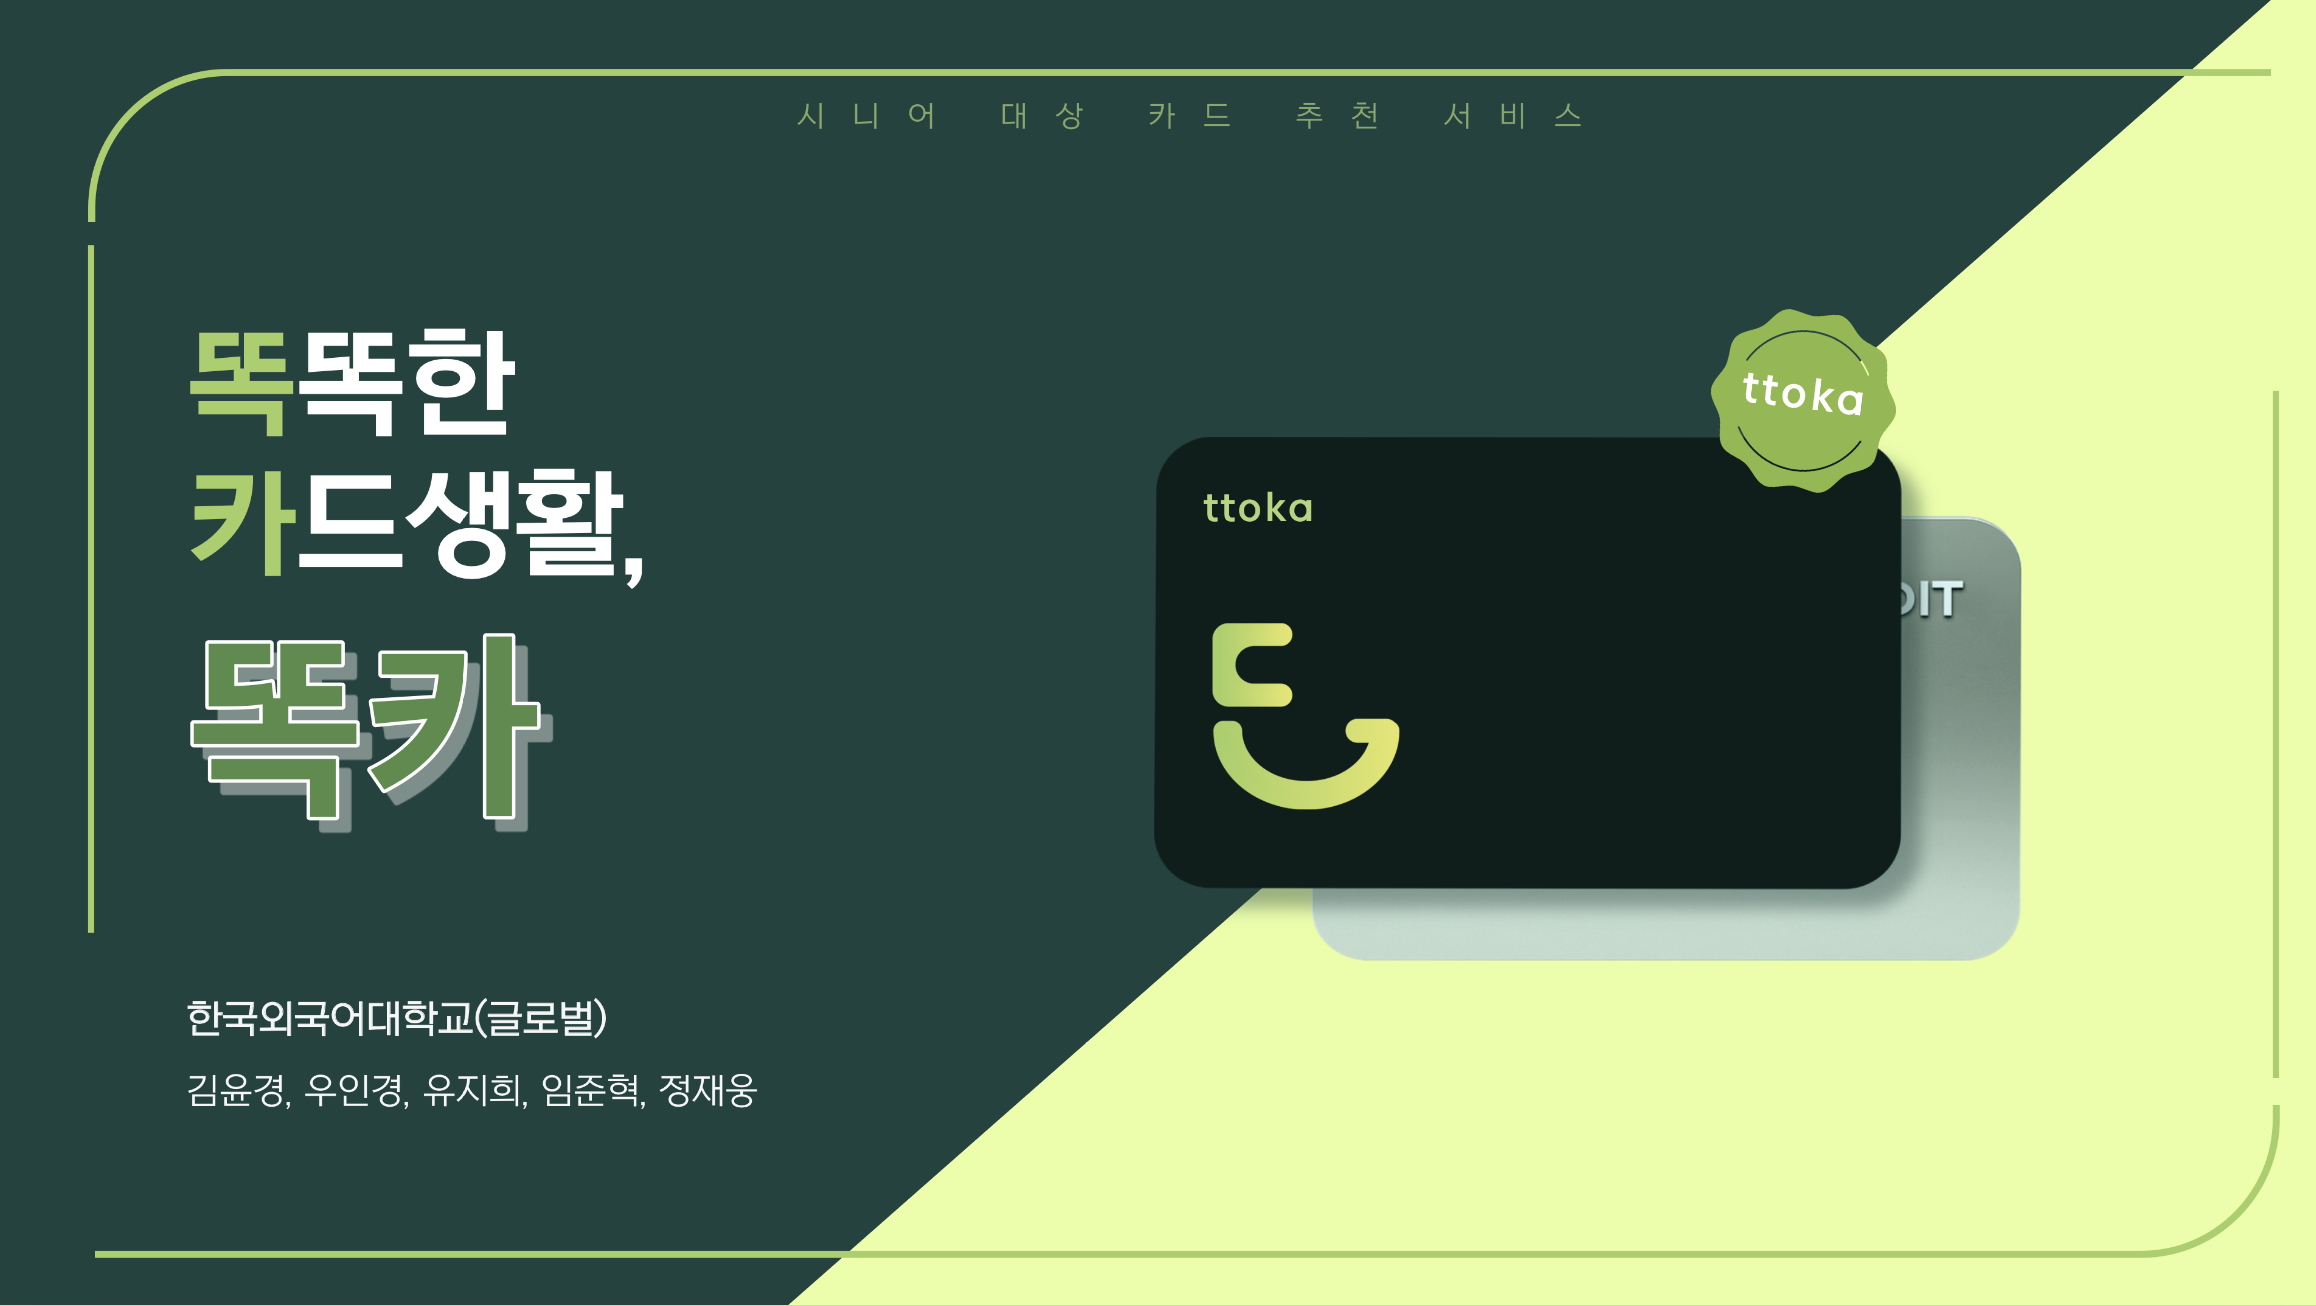 시니어 대상 카드 추천 서비스
똑똑한
카드생활,
똑카
ttoka
ttoka
한국외국어대학교(글로벌)
김윤경, 우인경, 유지희, 임준혁, 정재웅